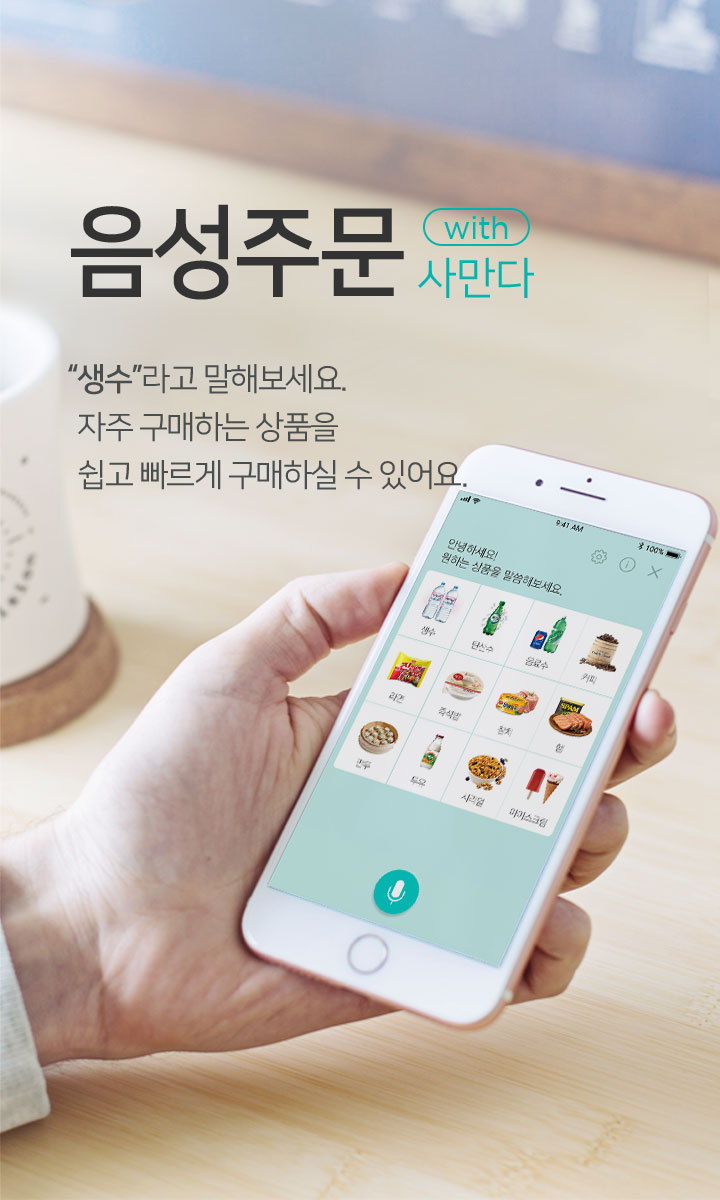 음성주문
with
사만다
“생수”라고 말해보세요.
자주 구매하는 상품을
쉽고 빠르게 구매하실 수 있어요.
9:41 AM
100%
안녕하세요!
원하는 상품을 말씀해보세요.
생수
탄산수
음료수
커피
라면
즉석밥
참치
햄
만두
두유
시리얼
아이스크림
SPAM